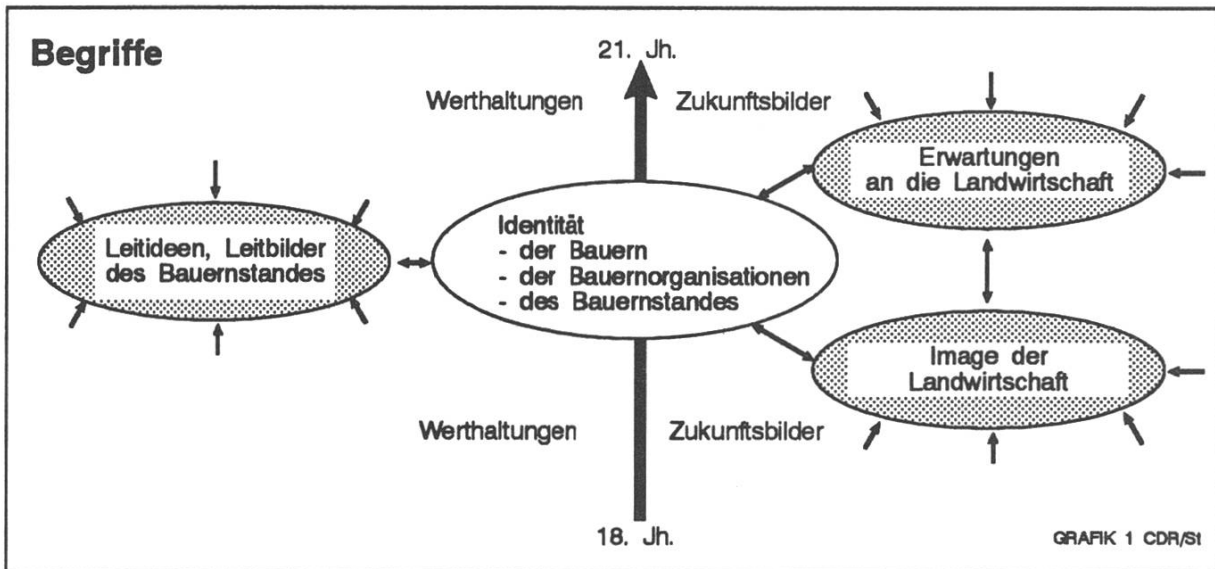 Begriffe
21. Jh.
Werthaltungen Zukunftsbilder
Erwartungen
an die Landwirtschaft
Leitideen, Leitbilder
des Bauernstandes
Identität
- der Bauern
- der Bauernorganisationen
- des Bauernstandes
Image der
Landwirtschaft
Werthaltungen Zukunftsbilder
18. Jh.
GRAFIK 1 CDR/St